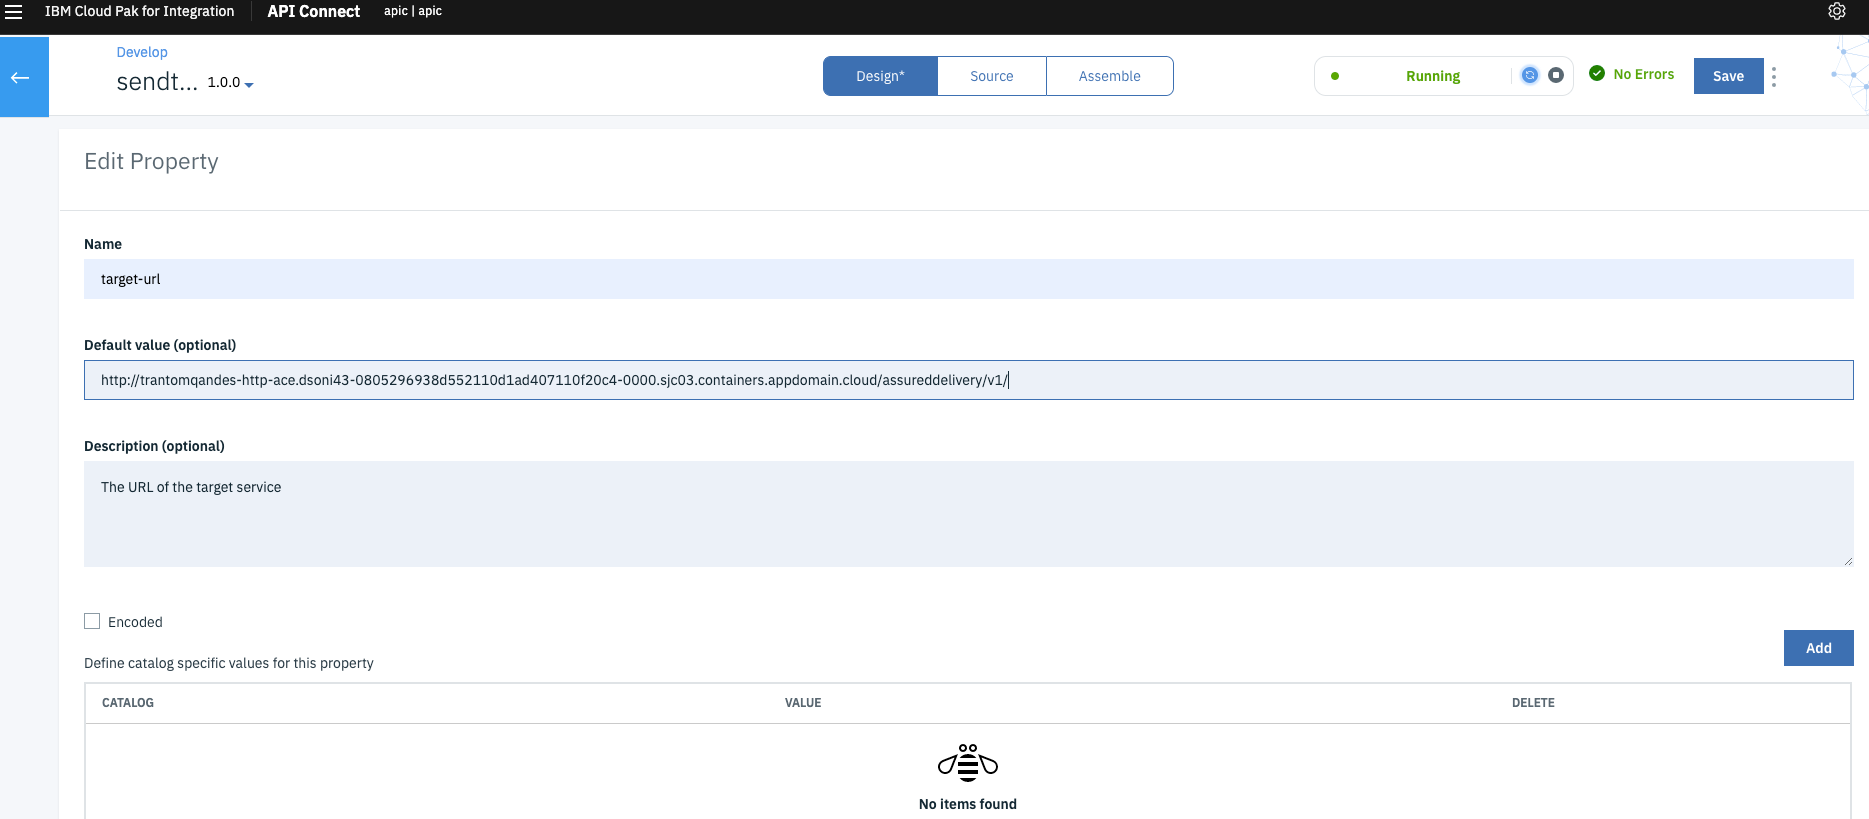 IBM Cloud Pak for Integration API Connect apic | apic
Develop
sendt... 1.0.0
Design* Source Assemble
Running
No Errors
Save
Edit Property
Name
target-url
Default value (optional)
http://trantomqandes-http-ace.dsoni43-0805296938d552110d1ad407110f20c4-0000.sjc03.containers.appdomain.cloud/assureddelivery/v1/
Description (optional)
The URL of the target service
Encoded
Add
Define catalog specific values for this property
CATALOG VALUE DELETE
No items found